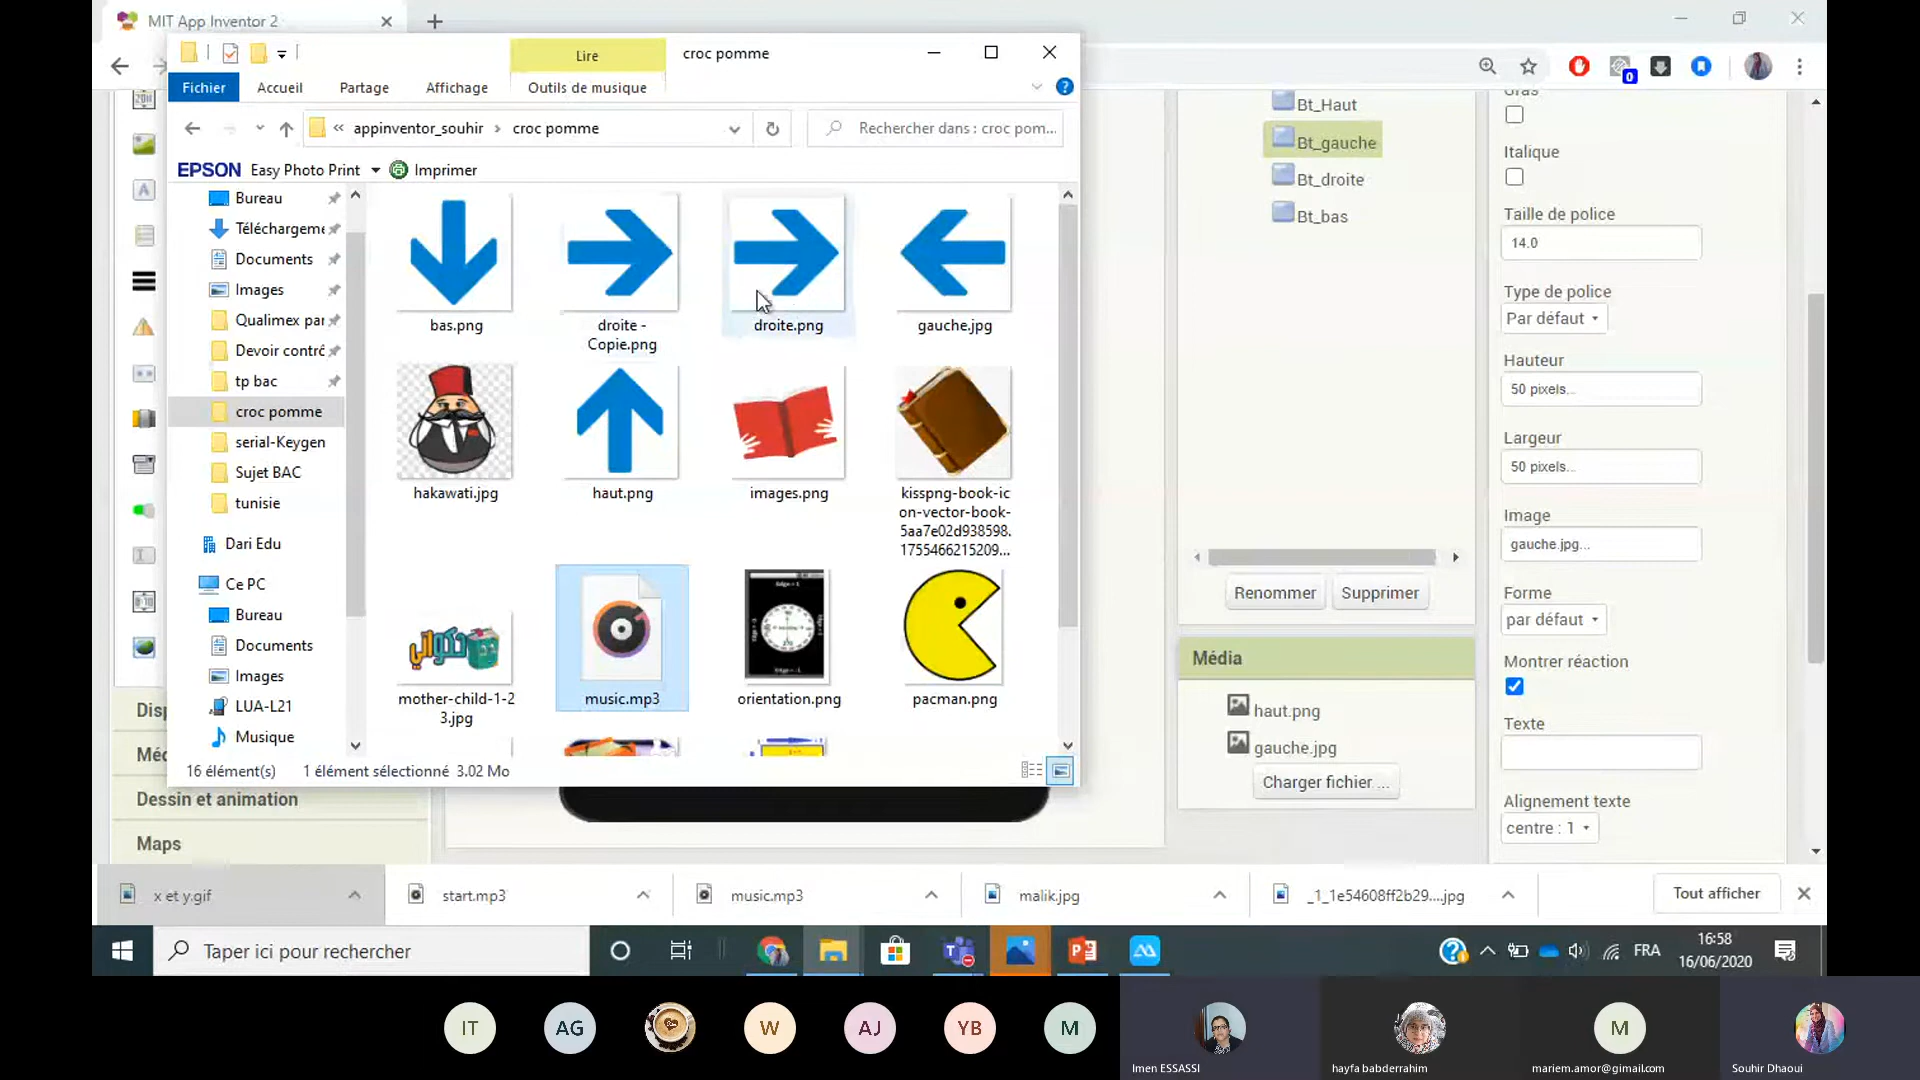 MIT App Inventor 2
Lire
croc pomme
Fichier
Accueil
Partage
Affichage
Outils de musique
« appinventor_souhir › croc pomme
Rechercher dans : croc pom...
EPSON Easy Photo Print
Imprimer
Bureau
Téléchargeme
Documents
Images
Qualimex par
Devoir contrô
tp bac
croc pomme
serial-Keygen
Sujet BAC
tunisie
Dari Edu
Ce PC
Bureau
Documents
Images
LUA-L21
Musique
bas.png
droite -
Copie.png
droite.png
gauche.jpg
hakawati.jpg
haut.png
images.png
kisspng-book-ic
on-vector-book-
5aa7e02d938598.
1755466215209...
mother-child-1-2
3.jpg
music.mp3
orientation.png
pacman.png
16 élément(s)
1 élément sélectionné 3.02 Mo
Dis
Mé
Dessin et animation
Maps
Bt_Haut
Bt_gauche
Bt_droite
Bt_bas
Renommer
Supprimer
Média
haut.png
gauche.jpg
Charger fichier ...
Gras
Italique
Taille de police
14.0
Type de police
Par défaut
Hauteur
50 pixels...
Largeur
50 pixels...
Image
gauche.jpg...
Forme
par défaut
Montrer réaction
Texte
Alignement texte
centre : 1
x et y.gif
start.mp3
music.mp3
malik.jpg
_1_1e54608ff2b29....jpg
Tout afficher
Taper ici pour rechercher
FRA
16:58
16/06/2020
0
IT
AG
W
AJ
YB
M
M
Imen ESSASSI
hayfa babderrahim
mariem.amor@gimail.com
Souhir Dhaoui